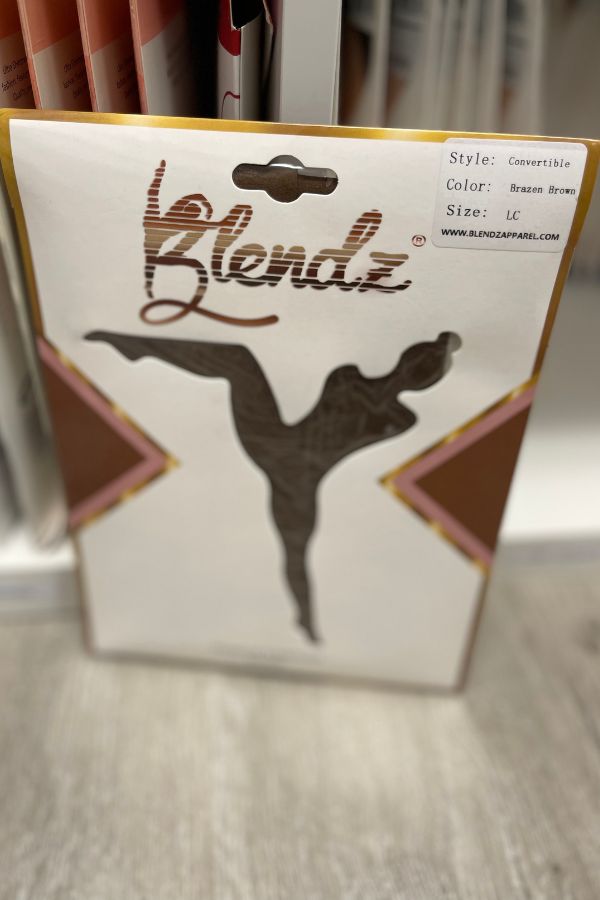 Blendz®
Style: Convertible
Color: Brazen Brown
Size: LC
WWW.BLENDZAPPAREL.COM